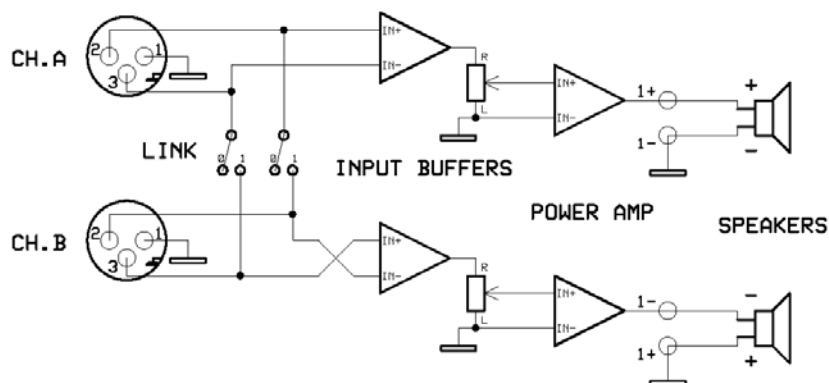 CH.A
2
1
3
IN+
IN-
R
L
IN+
IN-
1+
1-
+
-
LINK
0 1
0 1
INPUT BUFFERS
POWER AMP
SPEAKERS
CH.B
2
1
3
IN+
IN-
R
L
IN+
IN-
1-
1+
-
+